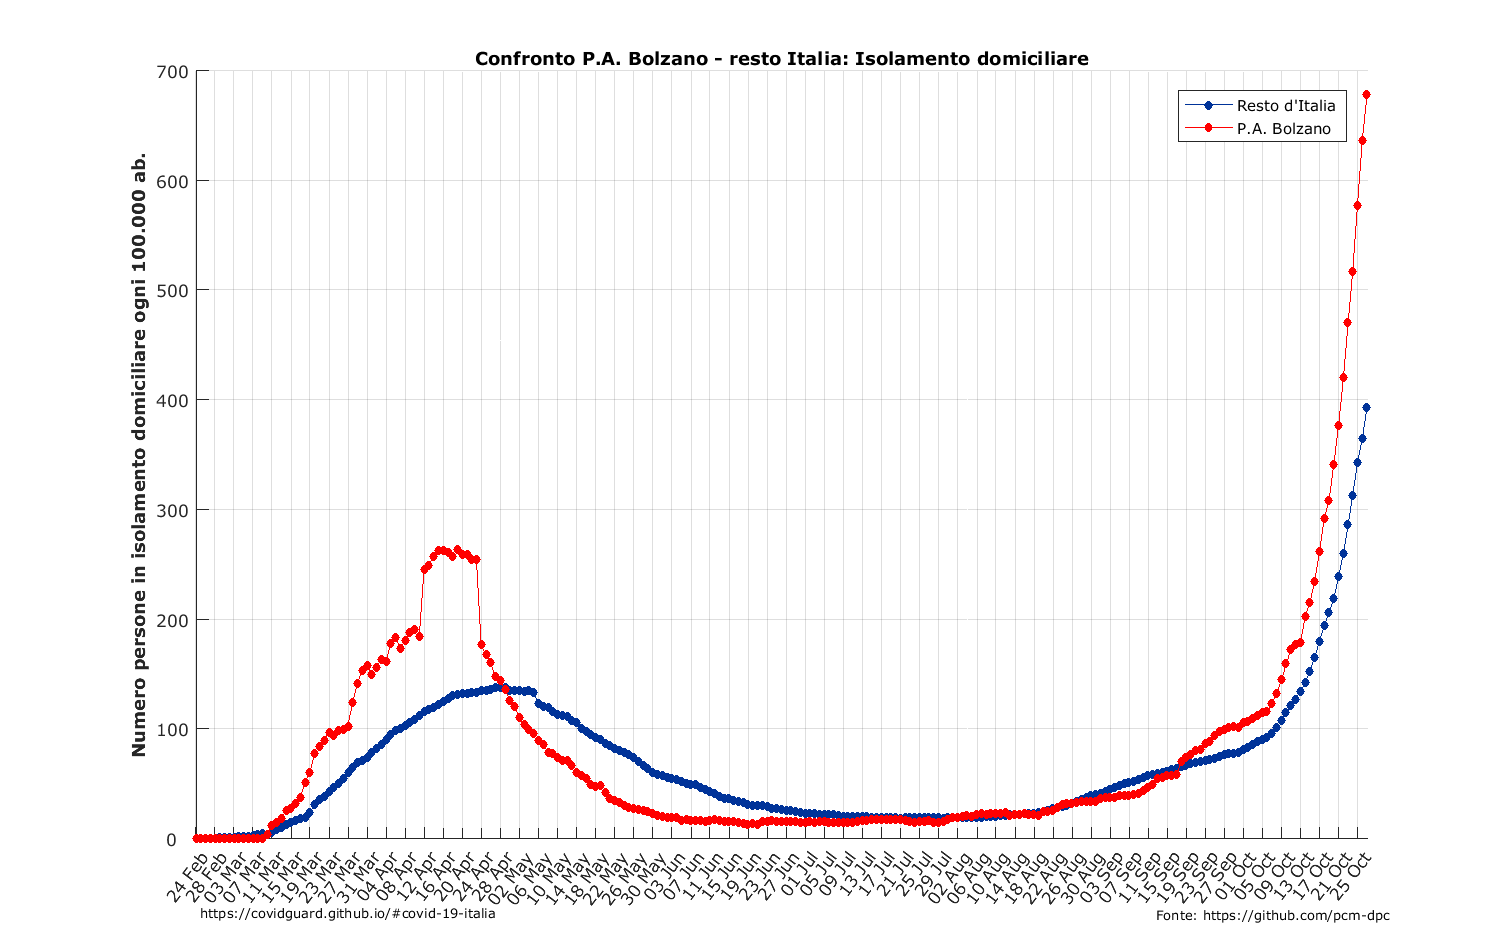 Confronto P.A. Bolzano - resto Italia: Isolamento domiciliare
Numero persone in isolamento domiciliare ogni 100.000 ab.
700
600
500
400
300
200
100
0
Resto d'Italia
P.A. Bolzano
24 Feb
28 Feb
03 Mar
07 Mar
11 Mar
15 Mar
19 Mar
23 Mar
27 Mar
31 Mar
04 Apr
08 Apr
12 Apr
16 Apr
20 Apr
24 Apr
28 Apr
02 May
06 May
10 May
14 May
18 May
22 May
26 May
30 May
03 Jun
07 Jun
11 Jun
15 Jun
19 Jun
23 Jun
27 Jun
01 Jul
05 Jul
09 Jul
13 Jul
17 Jul
21 Jul
25 Jul
29 Jul
02 Aug
06 Aug
10 Aug
14 Aug
18 Aug
22 Aug
26 Aug
30 Aug
03 Sep
07 Sep
11 Sep
15 Sep
19 Sep
23 Sep
27 Sep
01 Oct
05 Oct
09 Oct
13 Oct
17 Oct
21 Oct
25 Oct
https://covidguard.github.io/#covid-19-italia
Fonte: https://github.com/pcm-dpc